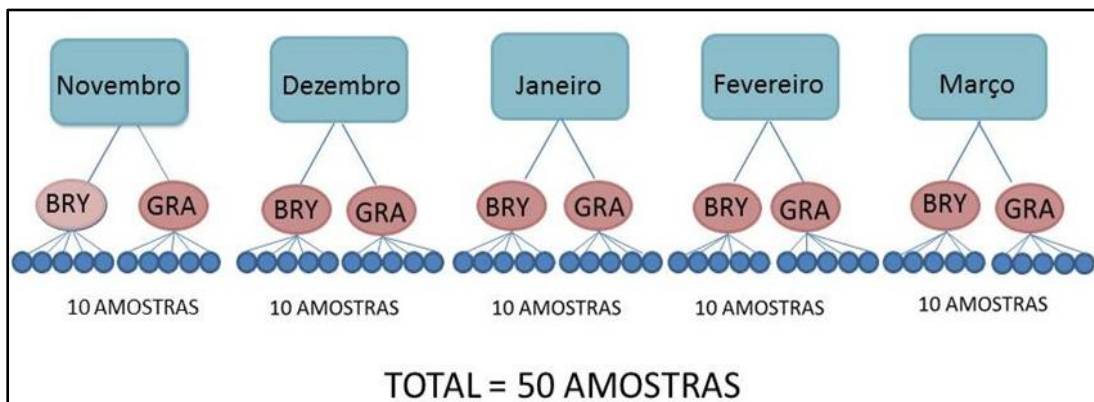 Novembro
Dezembro
Janeiro
Fevereiro
Março
BRY
GRA
BRY
GRA
BRY
GRA
BRY
GRA
BRY
GRA
10 AMOSTRAS
10 AMOSTRAS
10 AMOSTRAS
10 AMOSTRAS
10 AMOSTRAS
TOTAL = 50 AMOSTRAS